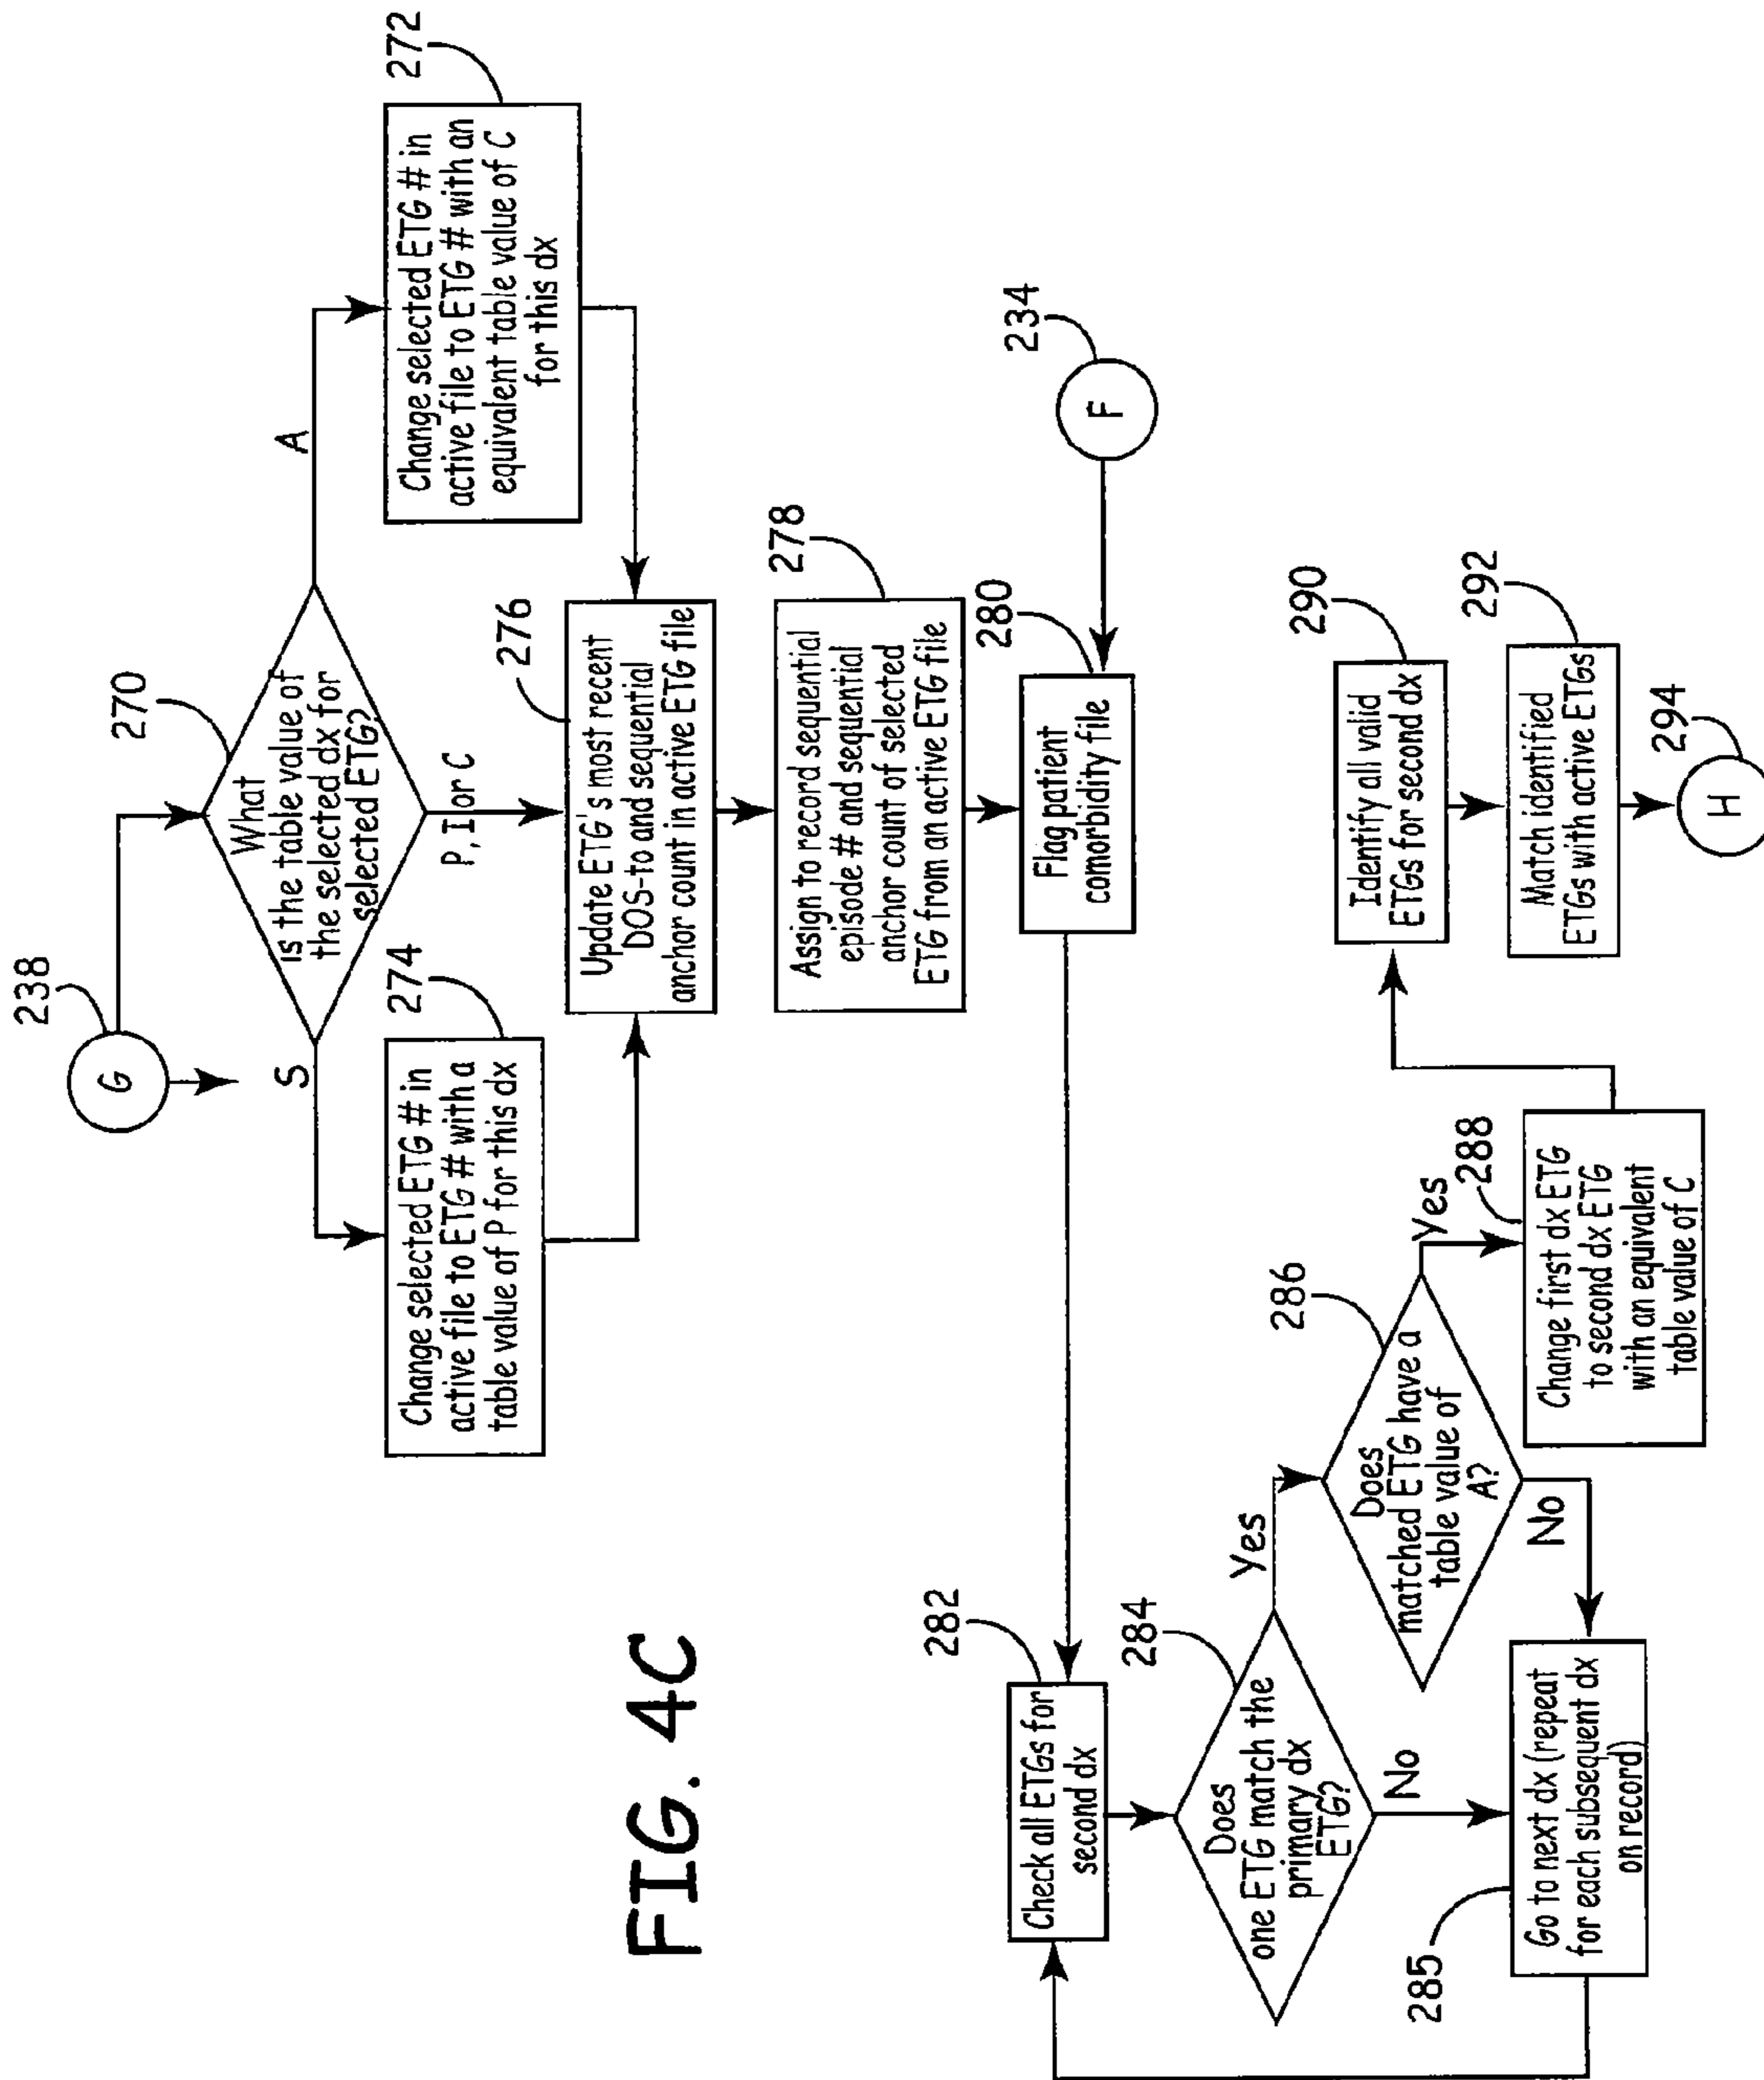 238
G
270
What
is the table value of
the selected dx for
selected ETG?
S
A
P, I or C
274
Change selected ETG # in
active file to ETG # with a
table value of P for this dx
272
Change selected ETG # in
active file to ETG # with an
equivalent table value of C
for this dx
276
Update ETG's most recent
DOS-to and sequential
anchor count in active ETG file
278
Assign to record sequential
episode # and sequential
anchor count of selected
ETG from an active ETG file
280
Flag patient
comorbidity file
234
F
282
Check all ETGs for
second dx
284
Does
one ETG match the
primary dx
ETG?
Yes
No
285
Go to next dx (repeat
for each subsequent dx
on record)
286
Does
matched ETG have a
table value of
A?
Yes
No
288
Change first dx ETG
to second dx ETG
with an equivalent
table value of C
290
Identify all valid
ETGs for second dx
292
Match identified
ETGs with active ETGs
294
H
FIG. 4C